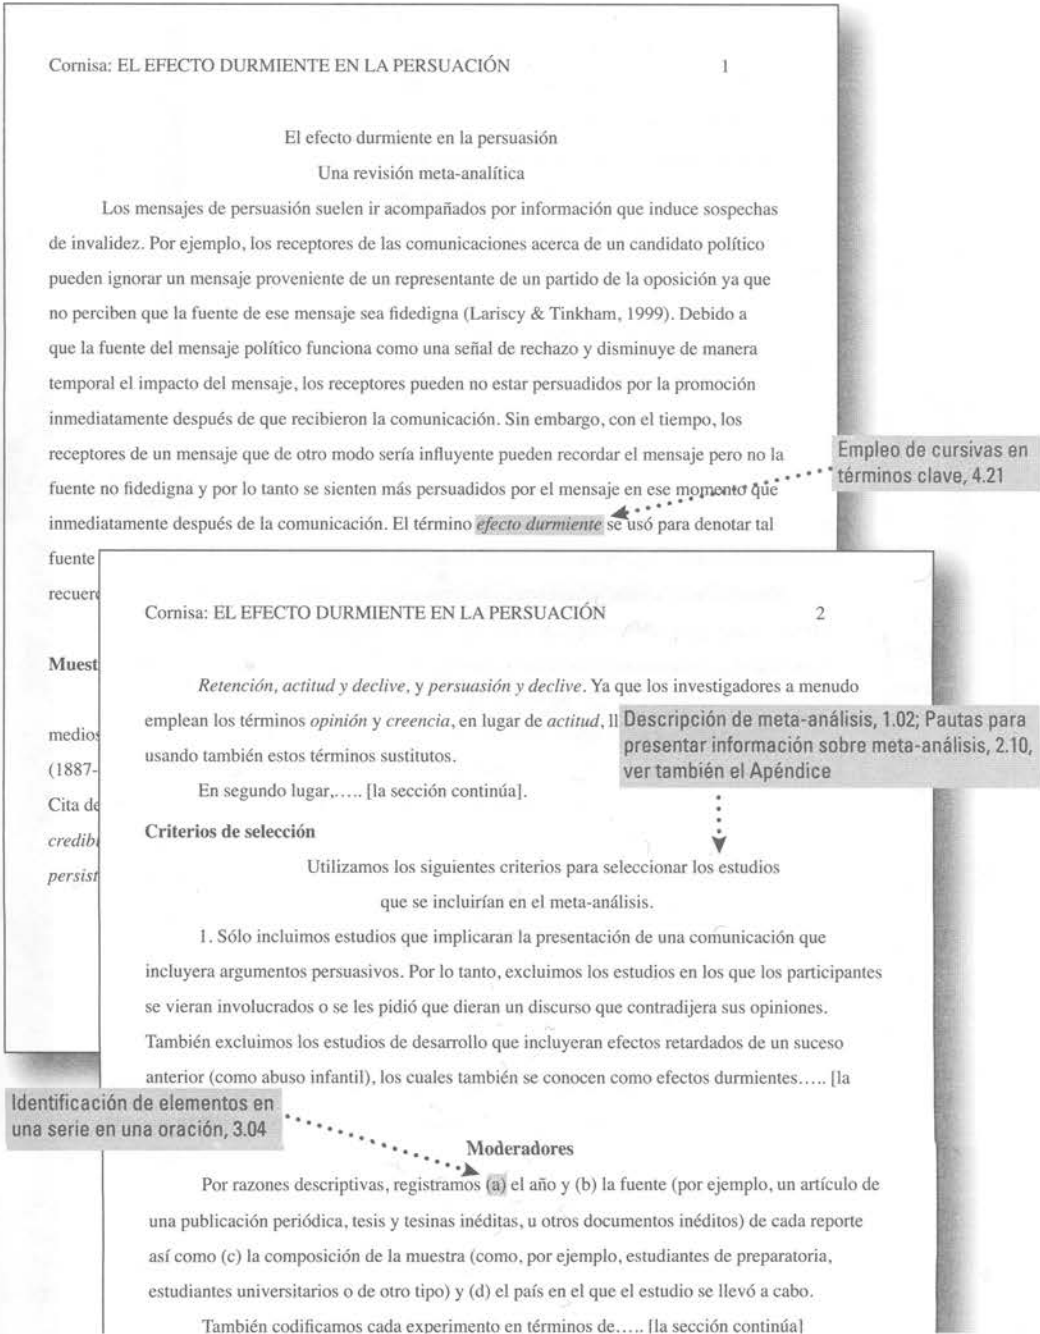 Cornisa: EL EFECTO DURMIENTE EN LA PERSUACIÓN 1
El efecto durmiente en la persuasión
Una revisión meta-analítica
Los mensajes de persuasión suelen ir acompañados por información que induce sospechas
de invalidez. Por ejemplo, los receptores de las comunicaciones acerca de un candidato político
pueden ignorar un mensaje proveniente de un representante de un partido de la oposición ya que
no perciben que la fuente de ese mensaje sea fidedigna (Lariscy & Tinkham, 1999). Debido a
que la fuente del mensaje político funciona como una señal de rechazo y disminuye de manera
temporal el impacto del mensaje, los receptores pueden no estar persuadidos por la promoción
inmediatamente después de que recibieron la comunicación. Sin embargo, con el tiempo, los
receptores de un mensaje que de otro modo sería influyente pueden recordar el mensaje pero no la
fuente no fidedigna y por lo tanto se sienten más persuadidos por el mensaje en ese momento que
inmediatamente después de la comunicación. El término efecto durmiente se usó para denotar tal
Empleo de cursivas en
términos clave, 4.21
fuente
Muest
medios
(1887-
Cita de
credibi
persist
Cornisa: EL EFECTO DURMIENTE EN LA PERSUACIÓN 2
Retención, actitud y declive, y persuasión y declive. Ya que los investigadores a menudo
emplean los términos opinión y creencia, en lugar de actitud, ll
usando también estos términos sustitutos.
En segundo lugar,..... [la sección continúa].
Descripción de meta-análisis, 1.02; Pautas para
presentar información sobre meta-análisis, 2.10,
ver también el Apéndice
Criterios de selección
Utilizamos los siguientes criterios para seleccionar los estudios
que se incluirían en el meta-análisis.
1. Sólo incluimos estudios que implicaran la presentación de una comunicación que
incluyera argumentos persuasivos. Por lo tanto, excluimos los estudios en los que los participantes
se vieran involucrados o se les pidió que dieran un discurso que contradijera sus opiniones.
También excluimos los estudios de desarrollo que incluyeran efectos retardados de un suceso
anterior (como abuso infantil), los cuales también se conocen como efectos durmientes..... [la
Identificación de elementos en
una serie en una oración, 3.04
Moderadores
Por razones descriptivas, registramos (a) el año y (b) la fuente (por ejemplo, un artículo de
una publicación periódica, tesis y tesinas inéditas, u otros documentos inéditos) de cada reporte
así como (c) la composición de la muestra (como, por ejemplo, estudiantes de preparatoria,
estudiantes universitarios o de otro tipo) y (d) el país en el que el estudio se llevó a cabo.
También codificamos cada experimento en términos de..... [la sección continúa]